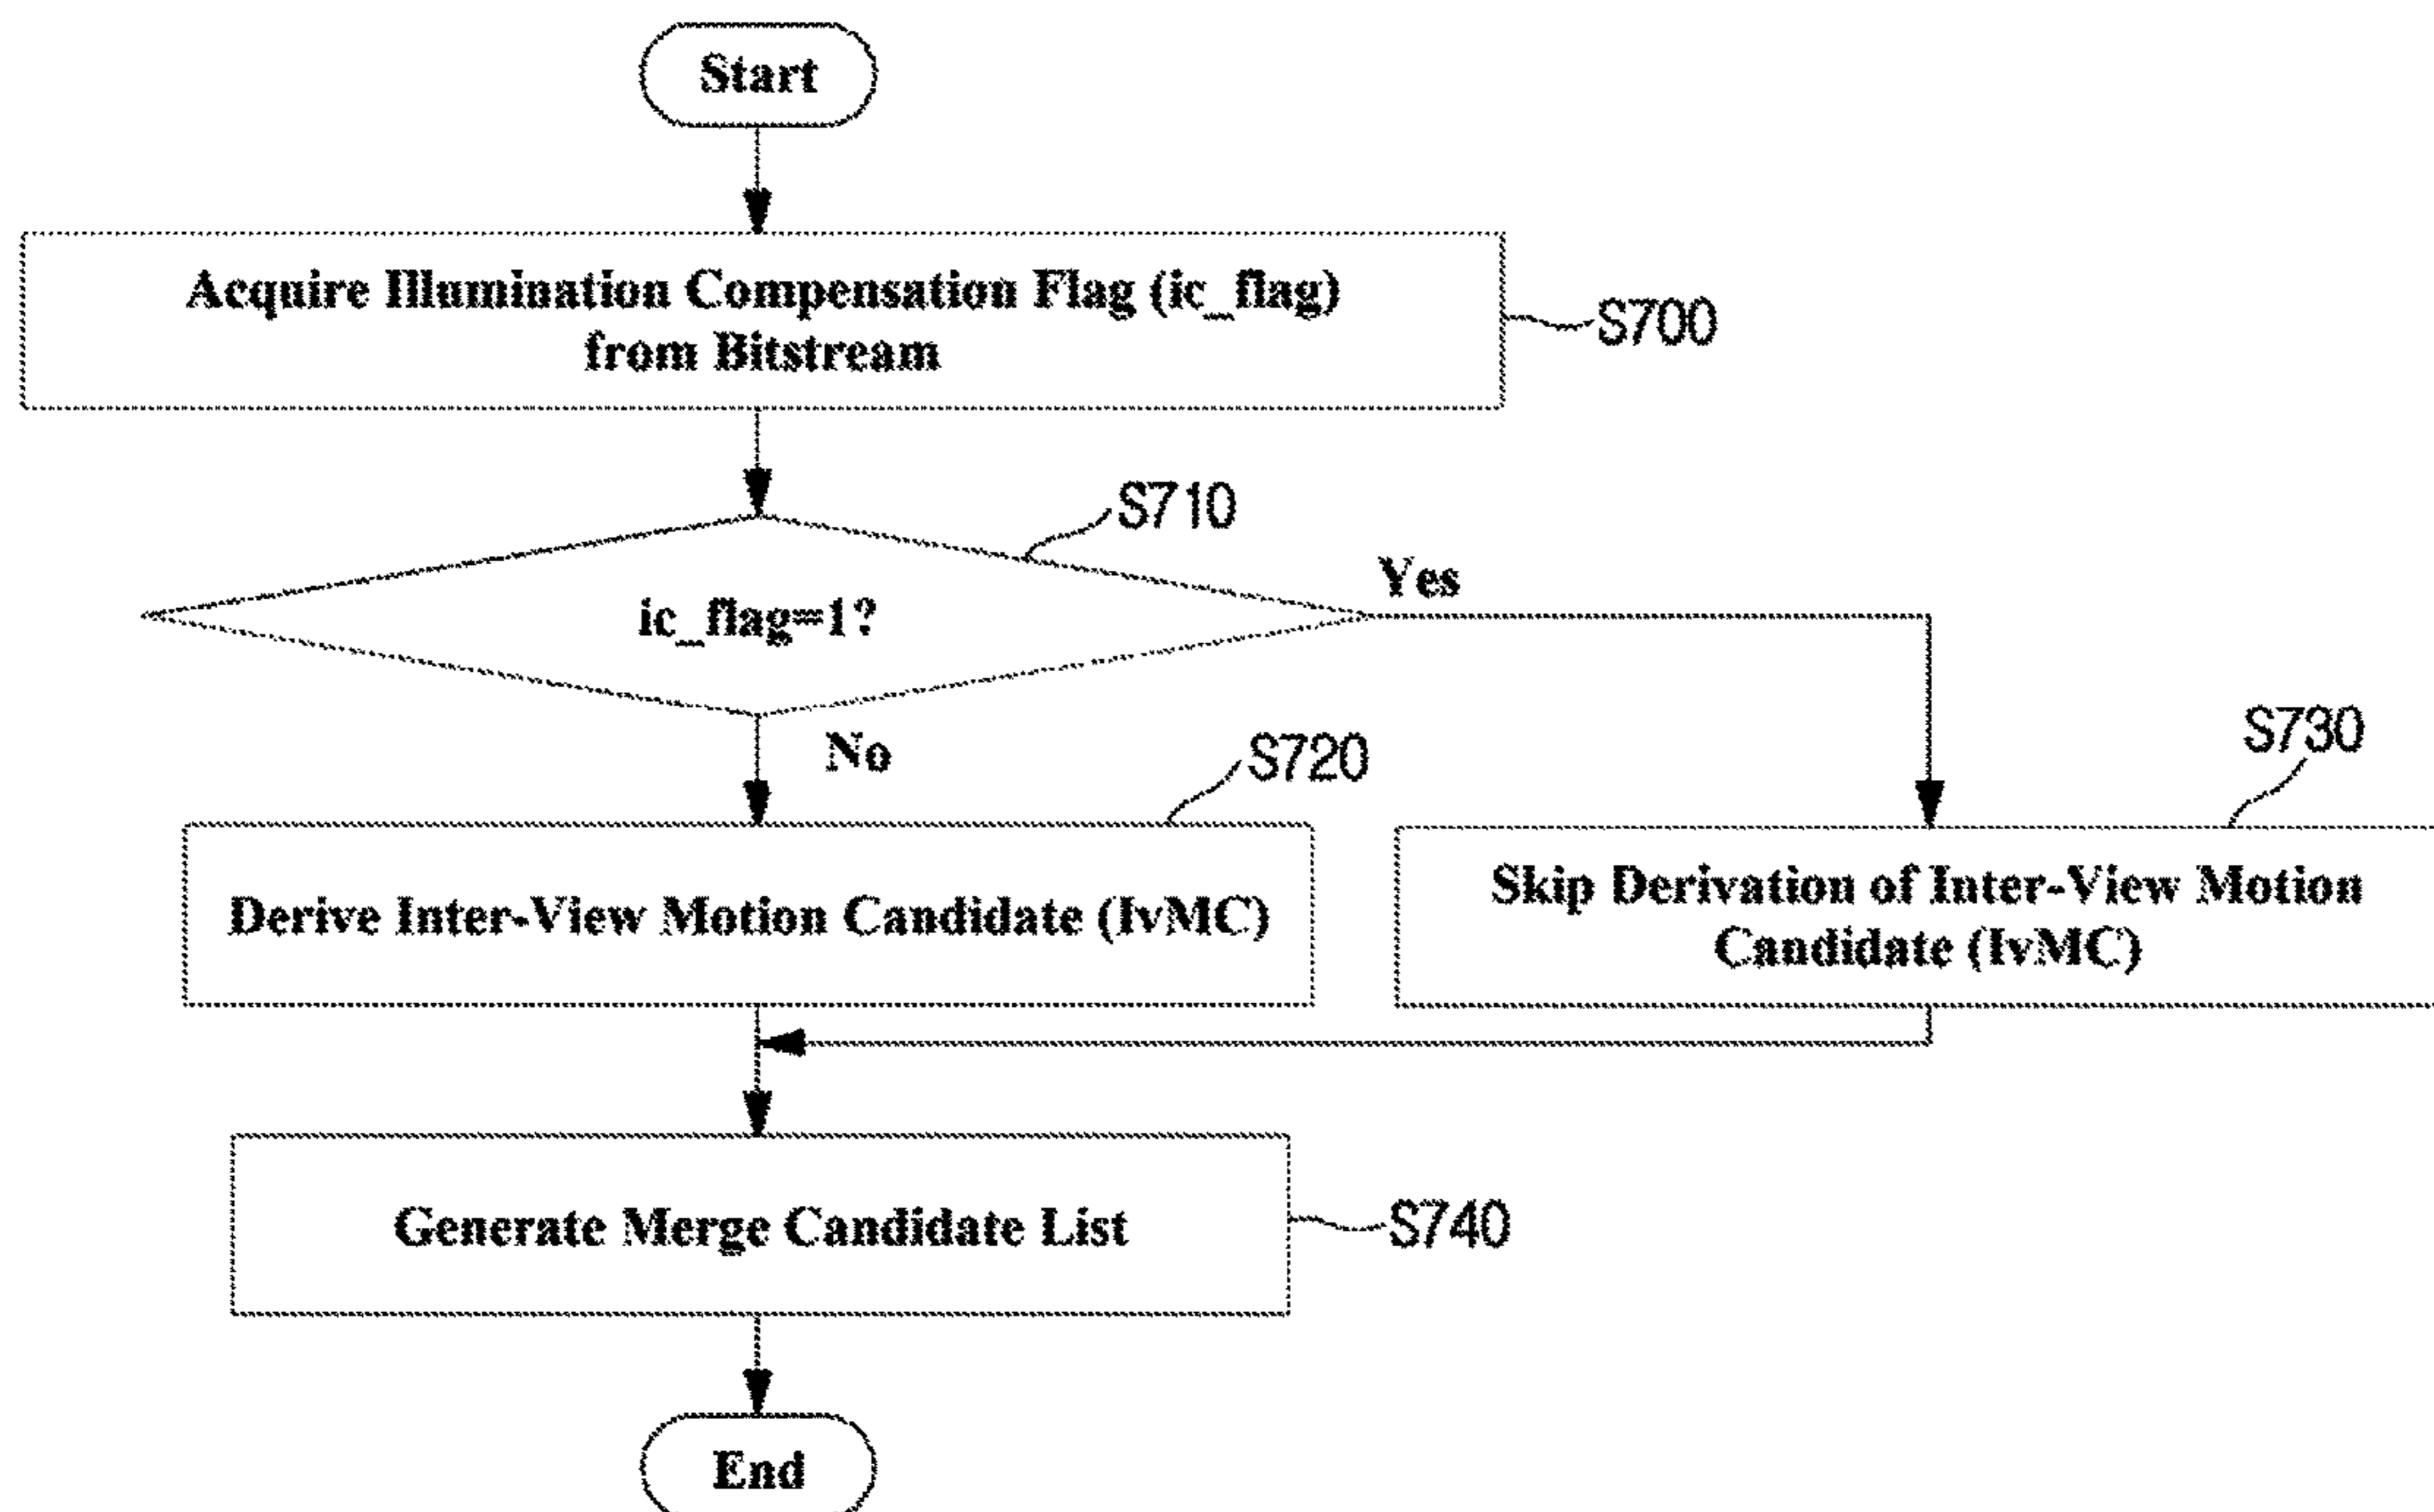 Start
Acquire Illumination Compensation Flag (ic_flag)
from Bitstream
S700
S710
ic_flag=1?
Yes
No
S720
S730
Derive Inter-View Motion Candidate (IvMC)
Skip Derivation of Inter-View Motion
Candidate (IvMC)
Generate Merge Candidate List
S740
End